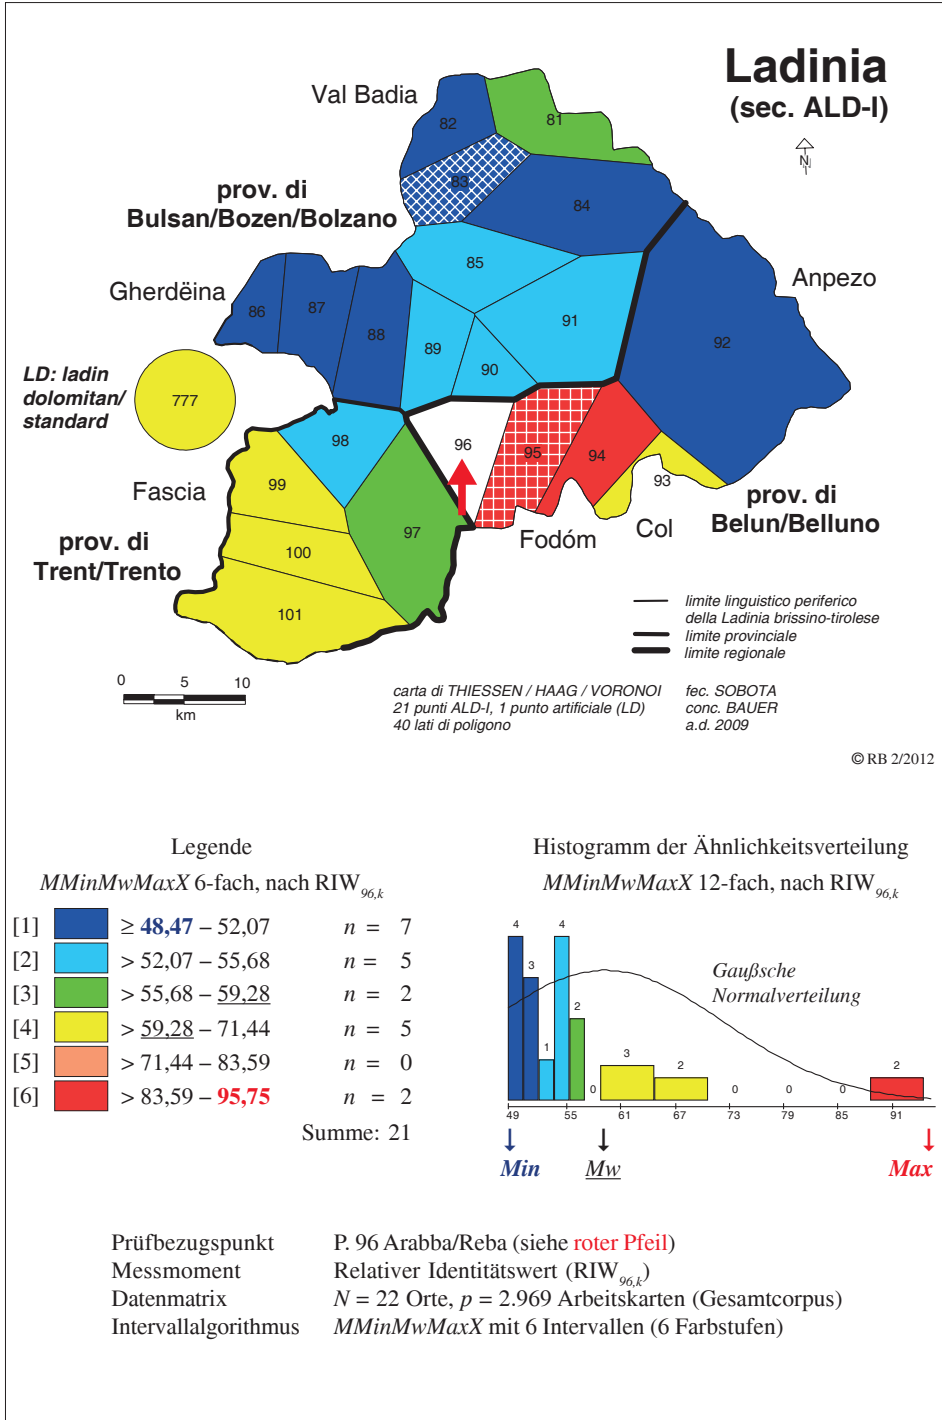 Ladinia
(sec. ALD-I)
N
Val Badia
prov. di
Bulsan/Bozen/Bolzano
Gherdëina
Anpezo
LD: ladin
dolomitan/
standard
777
Fascia
prov. di
Trent/Trento
Fodóm
Col
prov. di
Belun/Belluno
81
82
83
84
85
86
87
88
89
90
91
92
93
94
95
96
97
98
99
100
101
limite linguistico periferico
della Ladinia brissino-tirolese
limite provinciale
limite regionale
0 5 10
km
carta di THIESSEN / HAAG / VORONOI
21 punti ALD-I, 1 punto artificiale (LD)
40 lati di poligono
fec. SOBOTA
conc. BAUER
a.d. 2009
© RB 2/2012
Legende
MMinMwMaxX 6-fach, nach RIW96,k
[1] ≥ 48,47 – 52,07 n = 7
[2] > 52,07 – 55,68 n = 5
[3] > 55,68 – 59,28 n = 2
[4] > 59,28 – 71,44 n = 5
[5] > 71,44 – 83,59 n = 0
[6] > 83,59 – 95,75 n = 2
Summe: 21
Histogramm der Ähnlichkeitsverteilung
MMinMwMaxX 12-fach, nach RIW96,k
Gaußsche
Normalverteilung
4 3 1 4 2 0 3 2 0 0 0 2
49 55 61 67 73 79 85 91
Min Mw Max
Prüfbezugspunkt P. 96 Arabba/Reba (siehe roter Pfeil)
Messmoment Relativer Identitätswert (RIW96,k)
Datenmatrix N = 22 Orte, p = 2.969 Arbeitskarten (Gesamtcorpus)
Intervallalgorithmus MMinMwMaxX mit 6 Intervallen (6 Farbstufen)